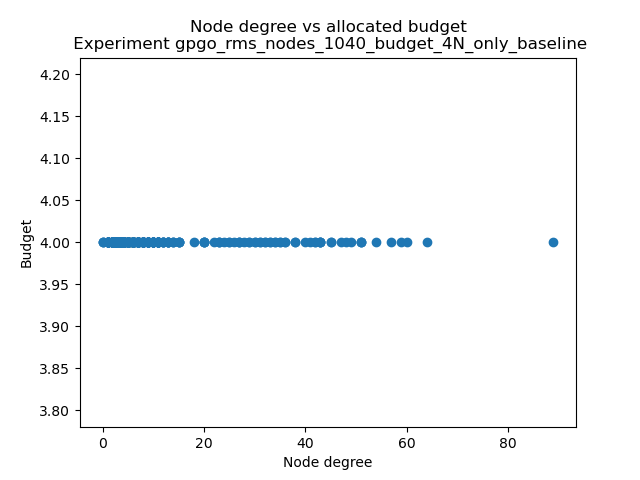 Node degree vs allocated budget
Experiment gpgo_rms_nodes_1040_budget_4N_only_baseline
4.20
4.15
4.10
4.05
4.00
3.95
3.90
3.85
3.80
Budget
0 20 40 60 80
Node degree